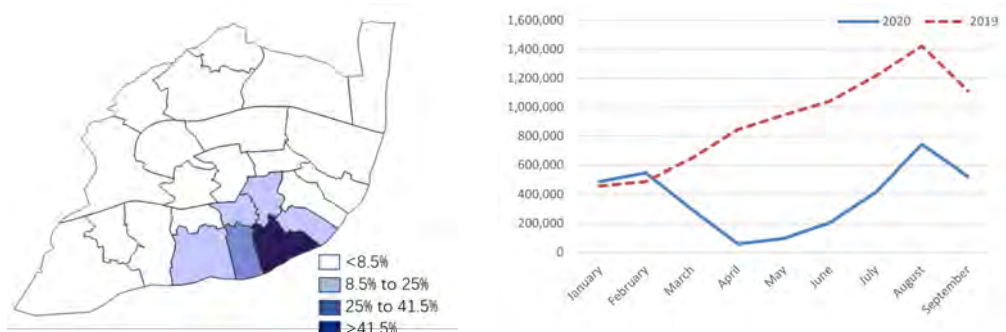 <8.5%
8.5% to 25%
25% to 41.5%
>41.5%
2020
2019
1,600,000
1,400,000
1,200,000
1,000,000
800,000
600,000
400,000
200,000
0
January
February
March
April
May
June
July
August
September